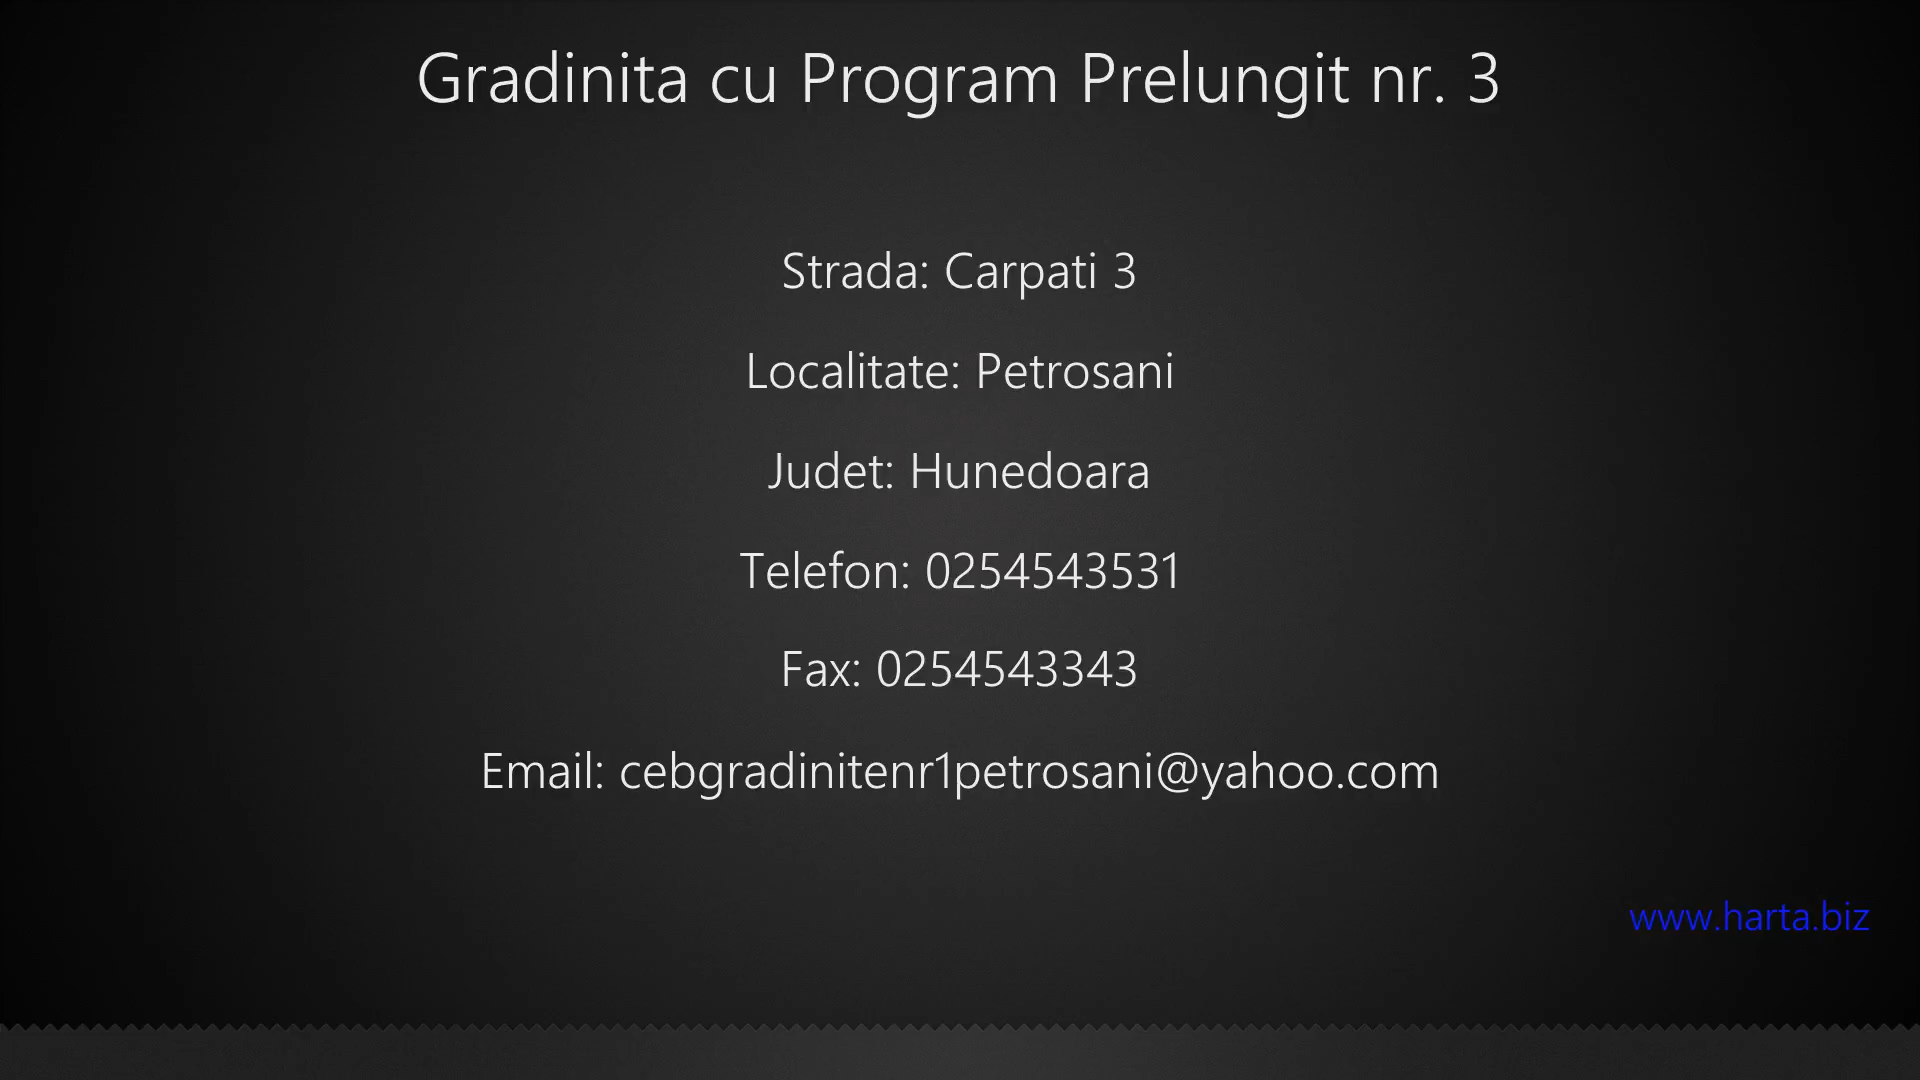 Gradinita cu Program Prelungit nr. 3
Strada: Carpati 3
Localitate: Petrosani
Judet: Hunedoara
Telefon: 0254543531
Fax: 0254543343
Email: cebgradinitenr1petrosani@yahoo.com
www.harta.biz